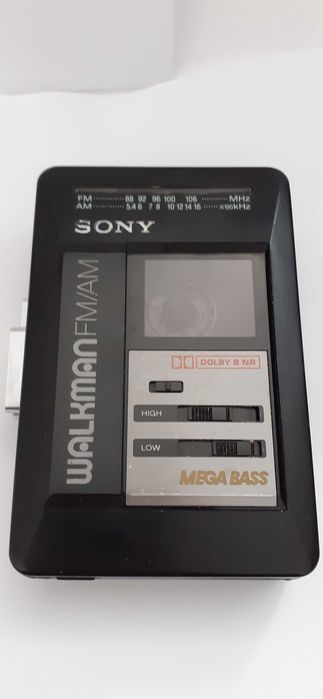 FM 88 92 96 100 106 MHz
AM 5.4 6 7 8 10 12 14 16 x100kHz
SONY
WALKMAN FM/AM
DOLBY B NR
HIGH
LOW
MEGA BASS